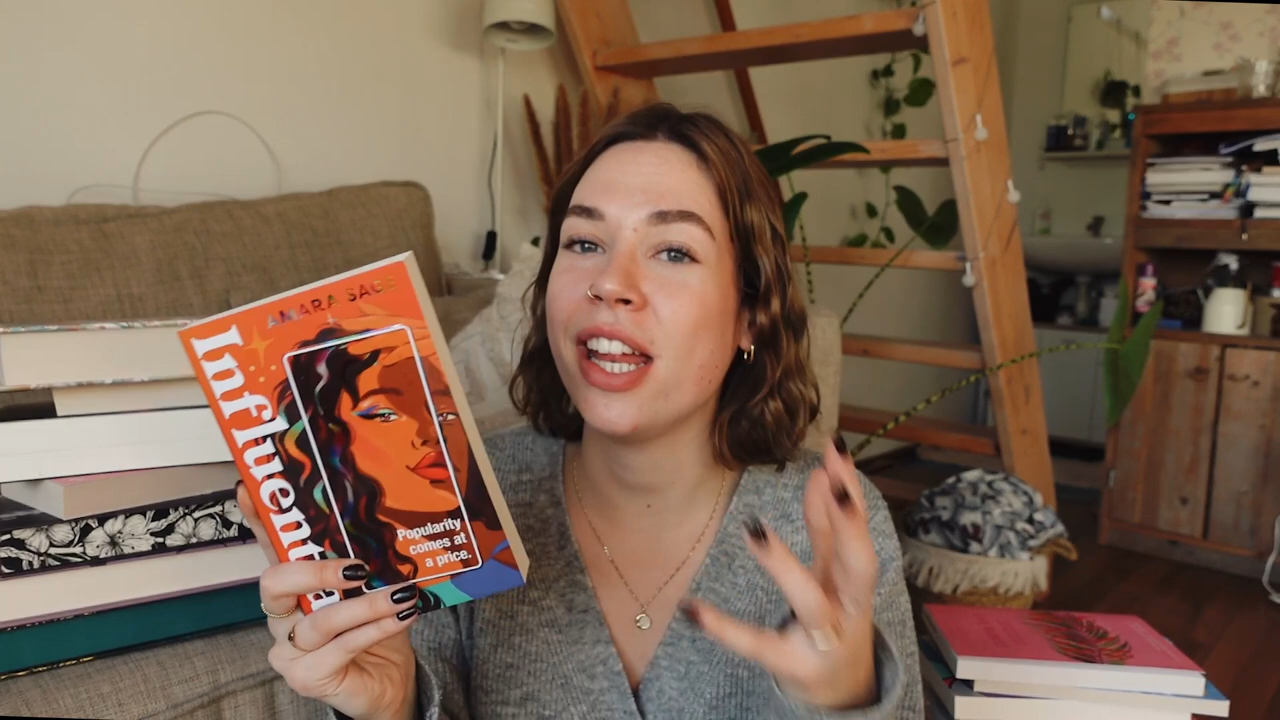 AMARA SAGE
Influential
Popularity
comes at
a price.